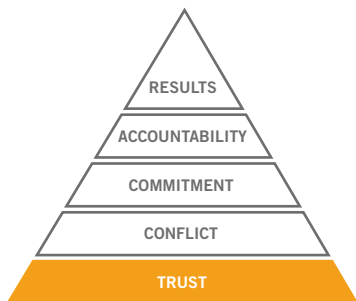 RESULTS
ACCOUNTABILITY
COMMITMENT
CONFLICT
TRUST